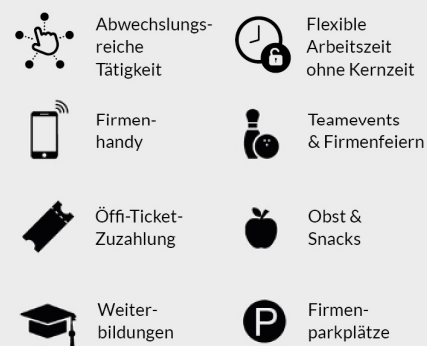 Abwechslungs-
reiche
Tätigkeit
Flexible
Arbeitszeit
ohne Kernzeit
Firmen-
handy
Teamevents
& Firmenfeiern
Öffi-Ticket-
Zuzahlung
Obst &
Snacks
Weiter-
bildungen
P
Firmen-
parkplätze